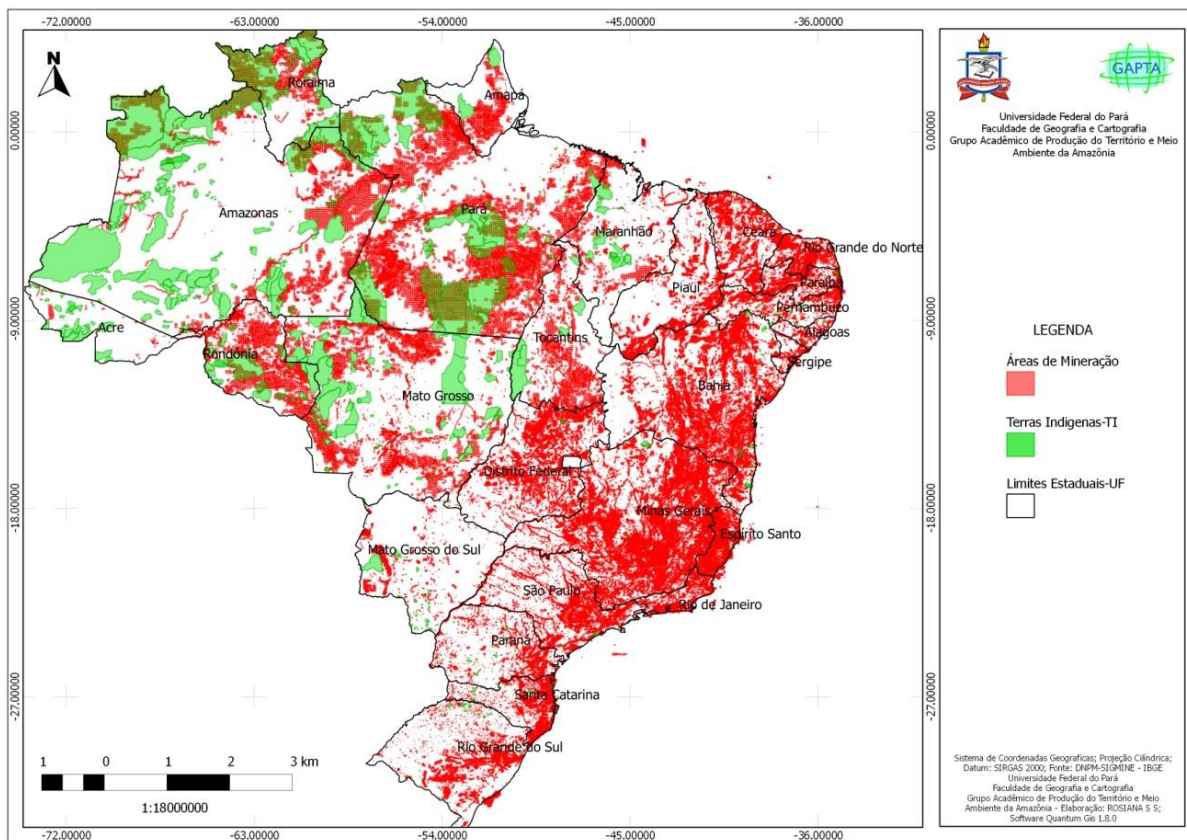 -72.00000
-63.00000
-54.00000
-45.00000
-36.00000
N
0.00000
-9.00000
-18.00000
-27.00000
0.00000
-9.00000
-18.00000
-27.00000
Roraima
Amapá
Amazonas
Pará
Maranhão
Ceará
Rio Grande do Norte
Paraíba
Piauí
Pernambuco
Acre
Alagoas
Rondônia
Tocantins
Sergipe
Bahia
Mato Grosso
Distrito Federal
Minas Gerais
Espírito Santo
Mato Grosso do Sul
São Paulo
Rio de Janeiro
Paraná
Santa Catarina
Rio Grande do Sul
1 0 1 2 3 km
1:18000000
-72.00000
-63.00000
-54.00000
-45.00000
-36.00000
GAPTA
Universidade Federal do Pará
Faculdade de Geografia e Cartografia
Grupo Acadêmico de Produção do Território e Meio
Ambiente da Amazônia
LEGENDA
Áreas de Mineração
Terras Indigenas-TI
Limites Estaduais-UF
Sistema de Coordenadas Geograficas; Projeção Cilíndrica;
Datum: SIRGAS 2000; Fonte: DNPM-SIGMINE - IBGE
Universidade Federal do Pará
Faculdade de Geografia e Cartografia
Grupo Acadêmico de Produção do Território e Meio
Ambiente da Amazônia - Elaboração: ROSIANA S S;
Software Quantum Gis 1.8.0